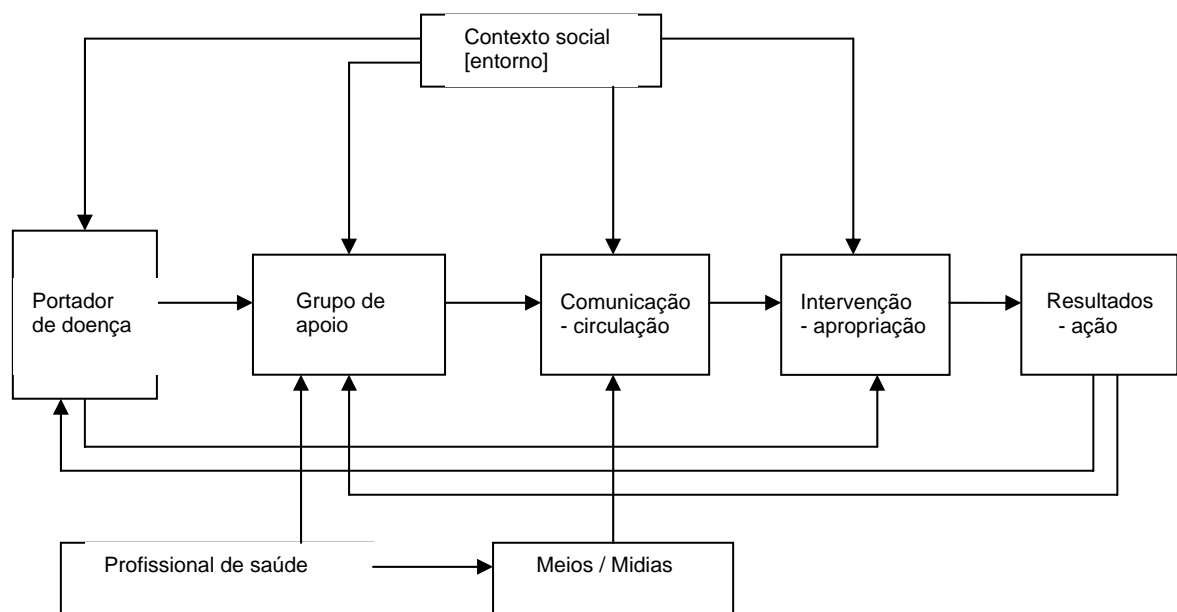 Contexto social
[entorno]
Portador
de doença
Grupo de
apoio
Comunicação
- circulação
Intervenção
- apropriação
Resultados
- ação
Profissional de saúde
Meios / Midias